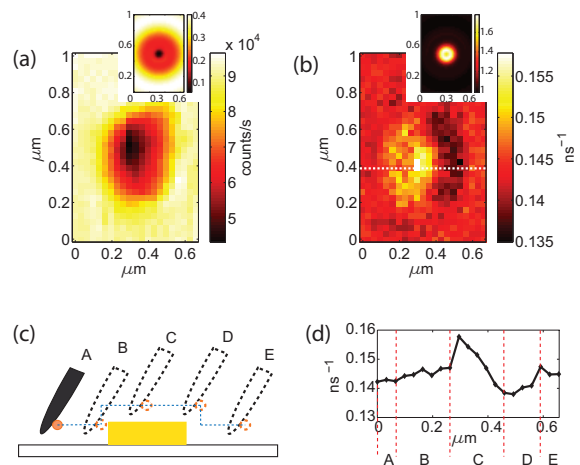 (a)
1
0.6
0
0 0.3 0.6
0.4
0.3
0.2
0.1
x 10⁴
1
0.8
0.6
0.4
0.2
0
μm
0 0.2 0.4 0.6
μm
9
8
7
6
5
counts/s
(b)
1
0.6
0
0 0.3 0.6
1.6
1.4
1.2
1
0.8
0.6
0.4
0.2
0
μm
0 0.2 0.4 0.6
μm
0.155
0.15
0.145
0.14
0.135
ns⁻¹
(c)
A B C D E
(d)
0.16
0.15
0.14
0.13
ns⁻¹
0 0.2 0.4 0.6
μm
A B C D E